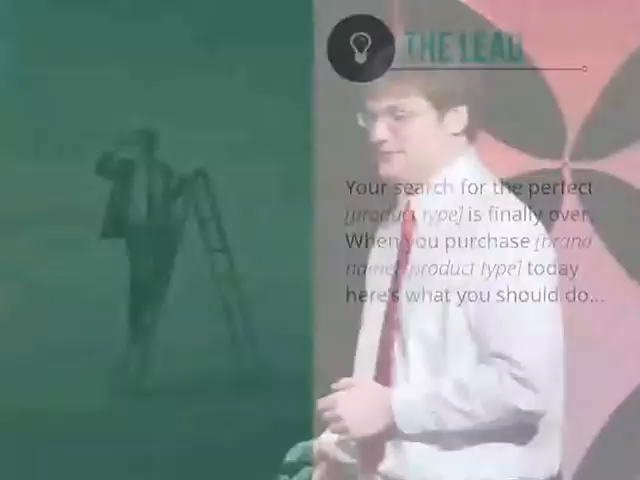 THE LEAD
Your search for the perfect
[product type] is finally over.
When you purchase [brand
name] [product type] today
here's what you should do...